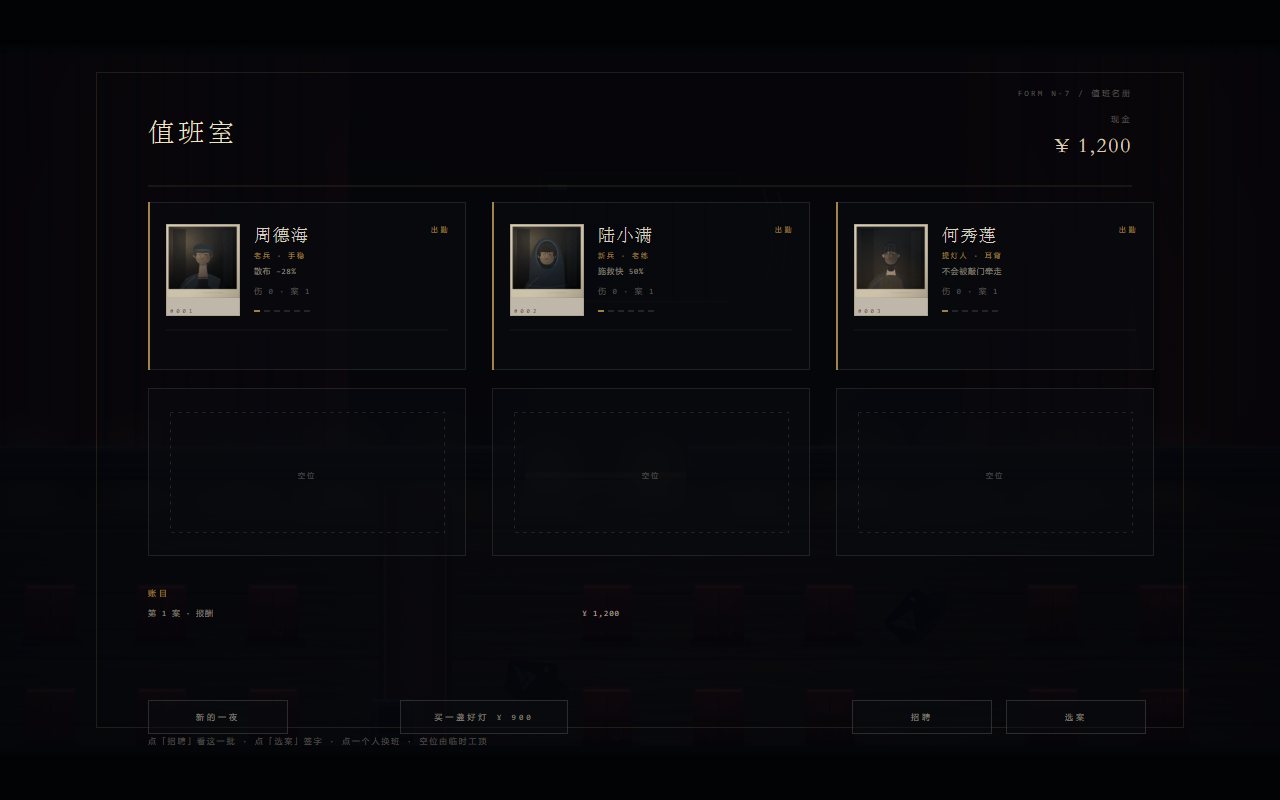 FORM N-7 / 值班名册
值班室
现金
¥ 1,200
周德海
出勤
老兵 · 手稳
散布 -28%
伤 0 · 案 1
#001
陆小满
出勤
新兵 · 老练
施救快 50%
伤 0 · 案 1
#002
何秀莲
出勤
提灯人 · 耳聋
不会被敲门牵走
伤 0 · 案 1
#003
空位
空位
空位
账目
第 1 案 · 报酬
¥ 1,200
新的一夜
买一盏好灯 ¥ 900
招聘
选案
点「招聘」看这一批 · 点「选案」签字 · 点一个人换班 · 空位由临时工顶